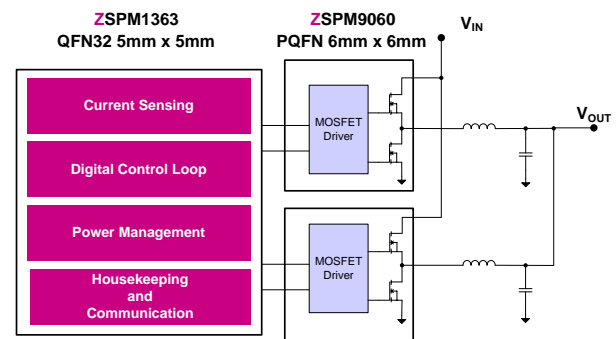 ZSPM1363
QFN32 5mm x 5mm
ZSPM9060
PQFN 6mm x 6mm
VIN
Current Sensing
Digital Control Loop
Power Management
Housekeeping
and
Communication
MOSFET
Driver
VOUT
MOSFET
Driver